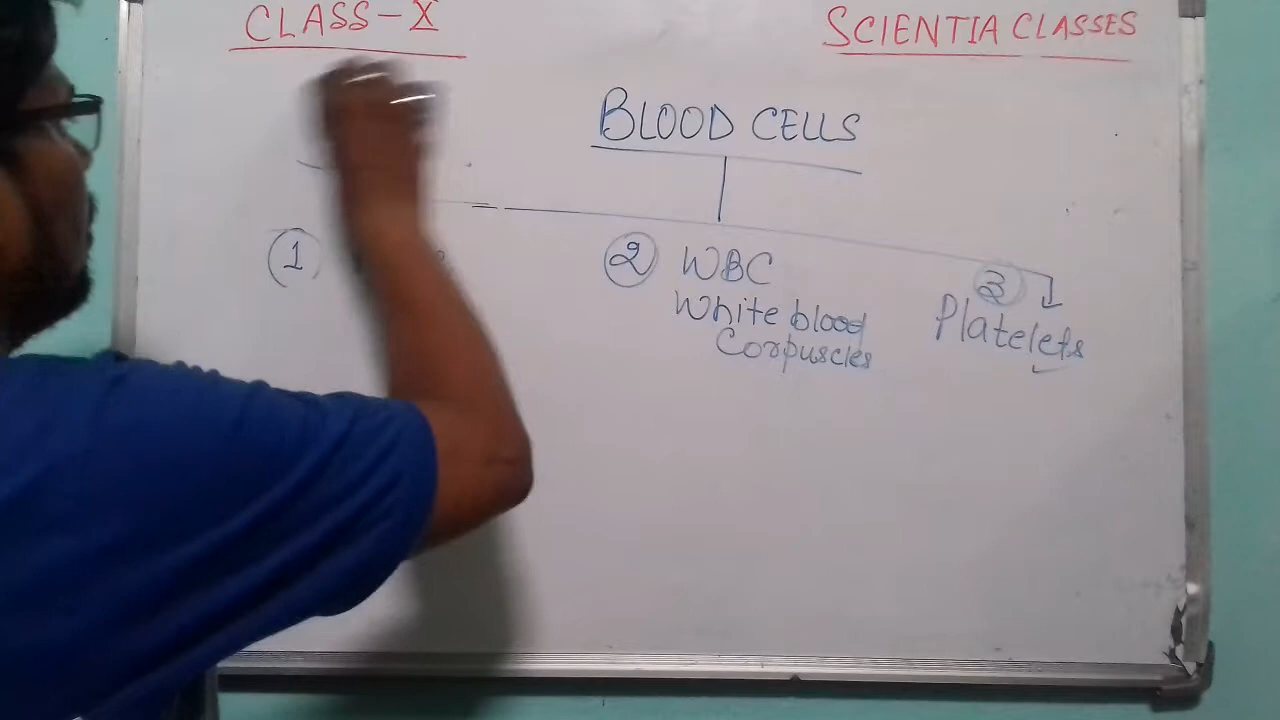 CLASS-X
SCIENTIA CLASSES
BLOOD CELLS
1
2 WBC
White blood
Corpuscles
3
Platelets